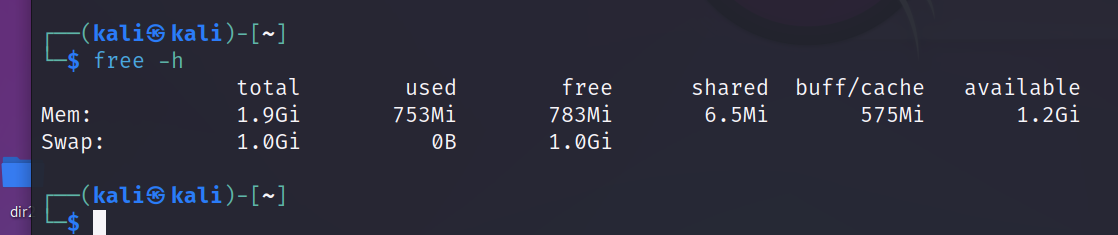 ┌──(kali㉿kali)-[~]
└─$ free -h
               total        used        free      shared  buff/cache   available
Mem:           1.9Gi       753Mi       783Mi       6.5Mi       575Mi       1.2Gi
Swap:          1.0Gi          0B       1.0Gi
┌──(kali㉿kali)-[~]
└─$
dir2